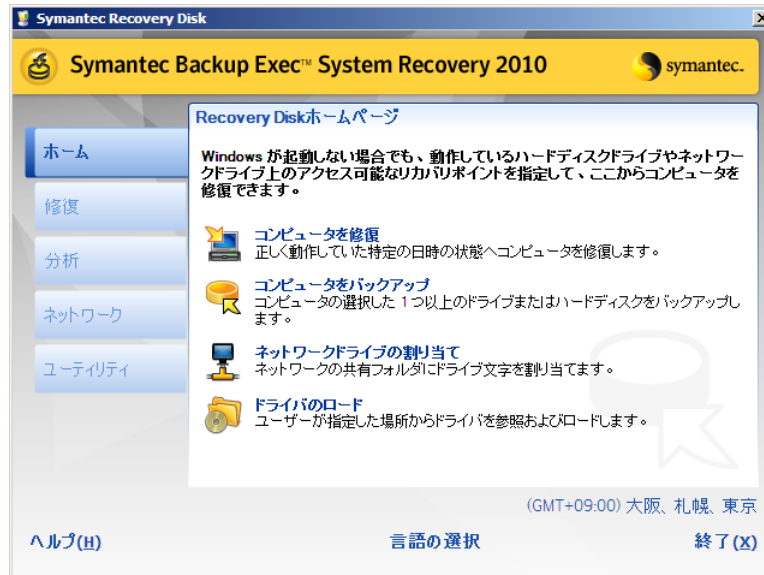 Symantec Recovery Disk
Symantec Backup Exec™ System Recovery 2010
symantec.
Recovery Diskホームページ
ホーム
修復
分析
ネットワーク
ユーティリティ
Windows が起動しない場合でも、動作しているハードディスクドライブやネットワー
クドライブ上のアクセス可能なリカバリポイントを指定して、ここからコンピュータを
修復できます。
コンピュータを修復
正しく動作していた特定の日時の状態へコンピュータを修復します。
コンピュータをバックアップ
コンピュータの選択した 1つ以上のドライブまたはハードディスクをバックアップし
ます。
ネットワークドライブの割り当て
ネットワークの共有フォルダにドライブ文字を割り当てます。
ドライバのロード
ユーザーが指定した場所からドライバを参照およびロードします。
(GMT+09:00) 大阪、札幌、東京
ヘルプ(H)
言語の選択
終了(X)